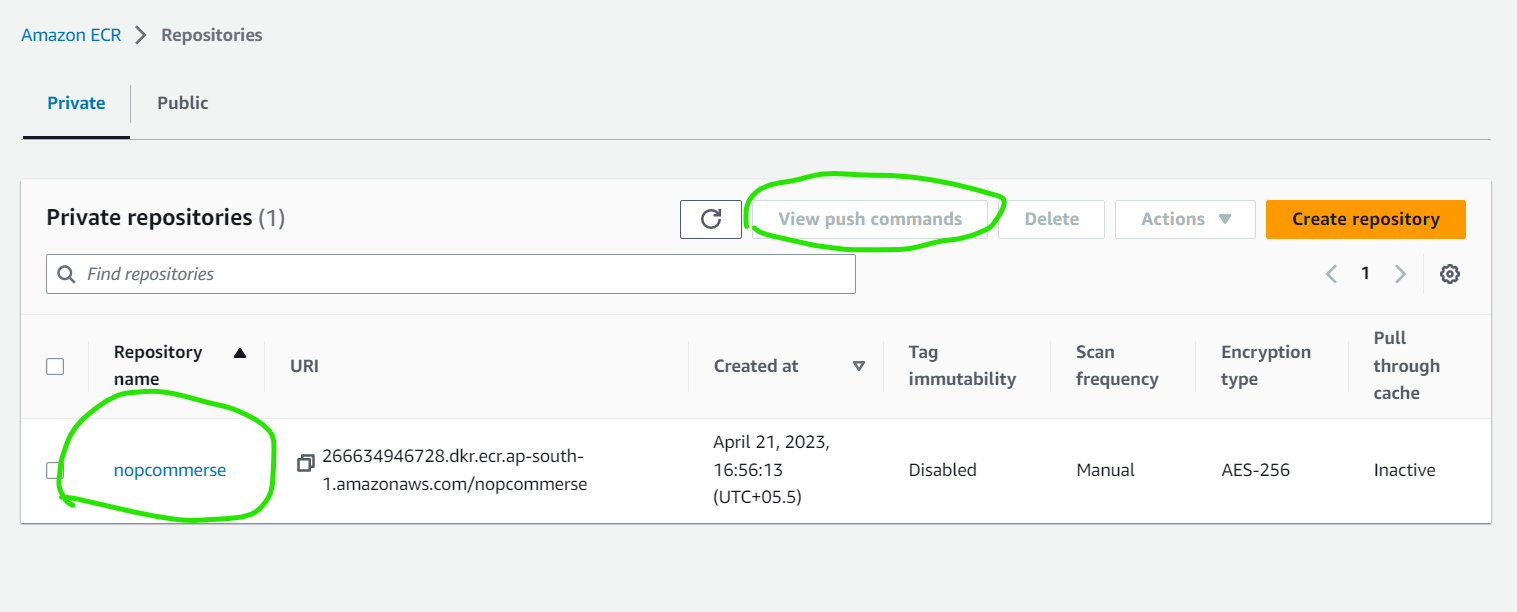 Amazon ECR > Repositories
Private Public
Private repositories (1)
View push commands Delete Actions Create repository
Find repositories
1
Repository name URI Created at Tag immutability Scan frequency Encryption type Pull through cache
nopcommerse
266634946728.dkr.ecr.ap-south-
1.amazonaws.com/nopcommerse
April 21, 2023,
16:56:13
(UTC+05.5)
Disabled
Manual
AES-256
Inactive